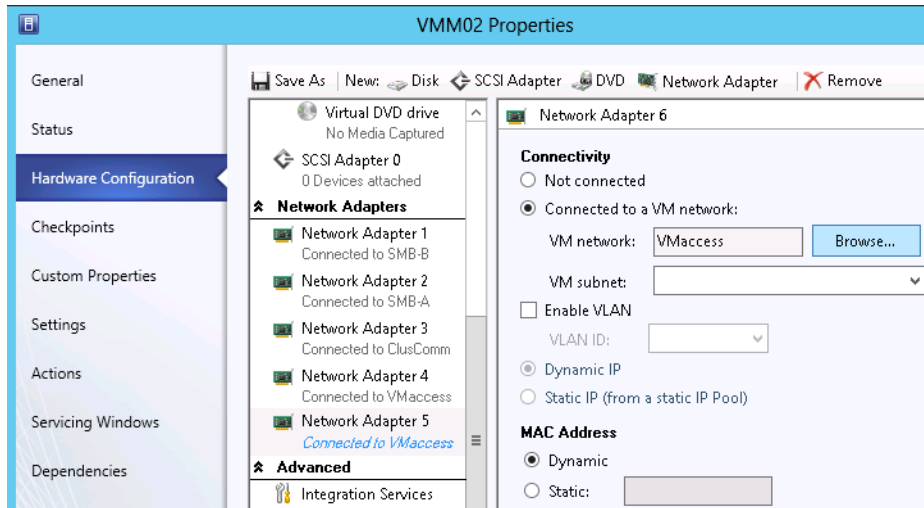 VMM02 Properties
General
Status
Hardware Configuration
Checkpoints
Custom Properties
Settings
Actions
Servicing Windows
Dependencies
Save As New: Disk SCSI Adapter DVD Network Adapter Remove
Virtual DVD drive
No Media Captured
SCSI Adapter 0
0 Devices attached
Network Adapters
Network Adapter 1
Connected to SMB-B
Network Adapter 2
Connected to SMB-A
Network Adapter 3
Connected to ClusComm
Network Adapter 4
Connected to VMaccess
Network Adapter 5
Connected to VMaccess
Advanced
Integration Services
Network Adapter 6
Connectivity
Not connected
Connected to a VM network:
VM network: VMaccess Browse...
VM subnet:
Enable VLAN
VLAN ID:
Dynamic IP
Static IP (from a static IP Pool)
MAC Address
Dynamic
Static: